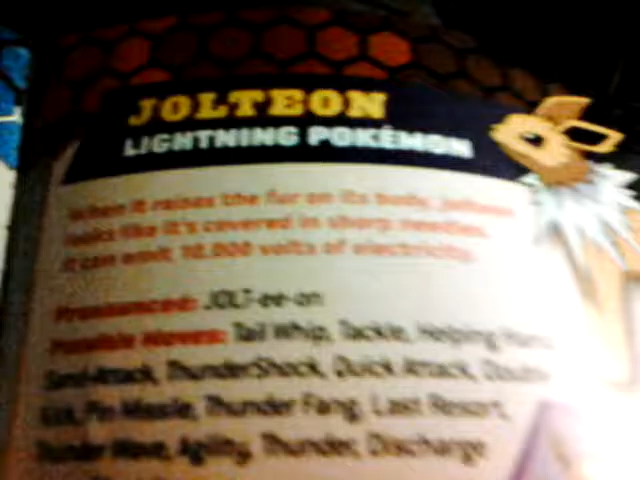 JOLTEON
LIGHTNING POKÉMON
When it raises the fur on its body, Jolteon
looks like it's covered in sharp needles.
It can emit 10,000 volts of electricity.
Pronounced: JOLT-ee-on
Possible Moves: Tail Whip, Tackle, Helping Hand,
Sand-Attack, ThunderShock, Quick Attack, Double
Kick, Pin Missile, Thunder Fang, Last Resort,
Thunder Wave, Agility, Thunder, Discharge